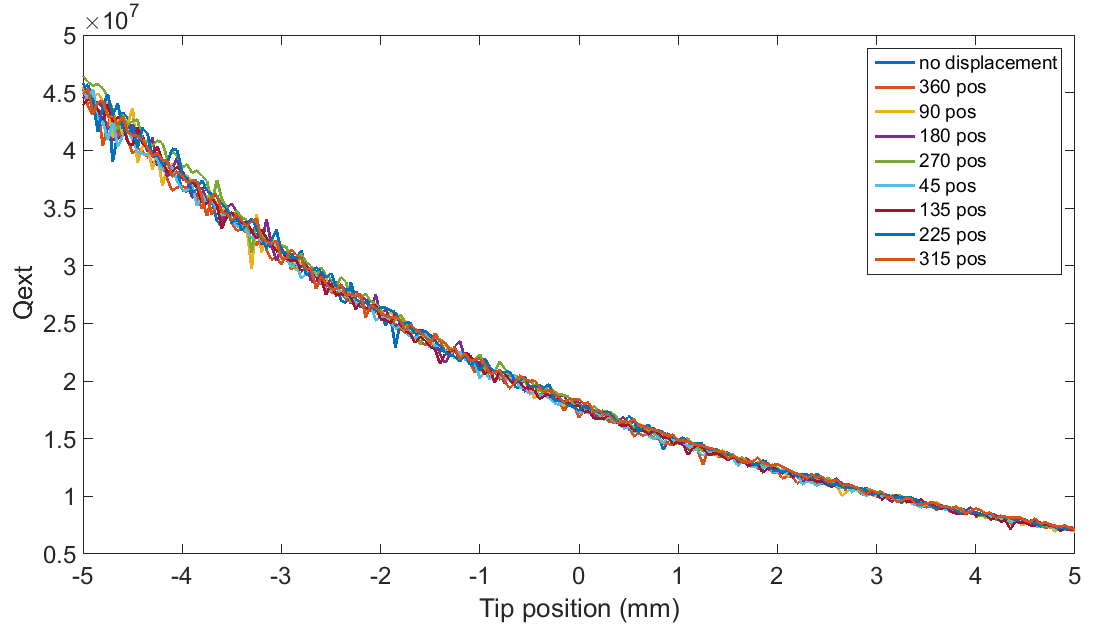 ×10⁷
5
4.5
4
3.5
3
2.5
2
1.5
1
0.5
Qext
-5 -4 -3 -2 -1 0 1 2 3 4 5
Tip position (mm)
no displacement
360 pos
90 pos
180 pos
270 pos
45 pos
135 pos
225 pos
315 pos